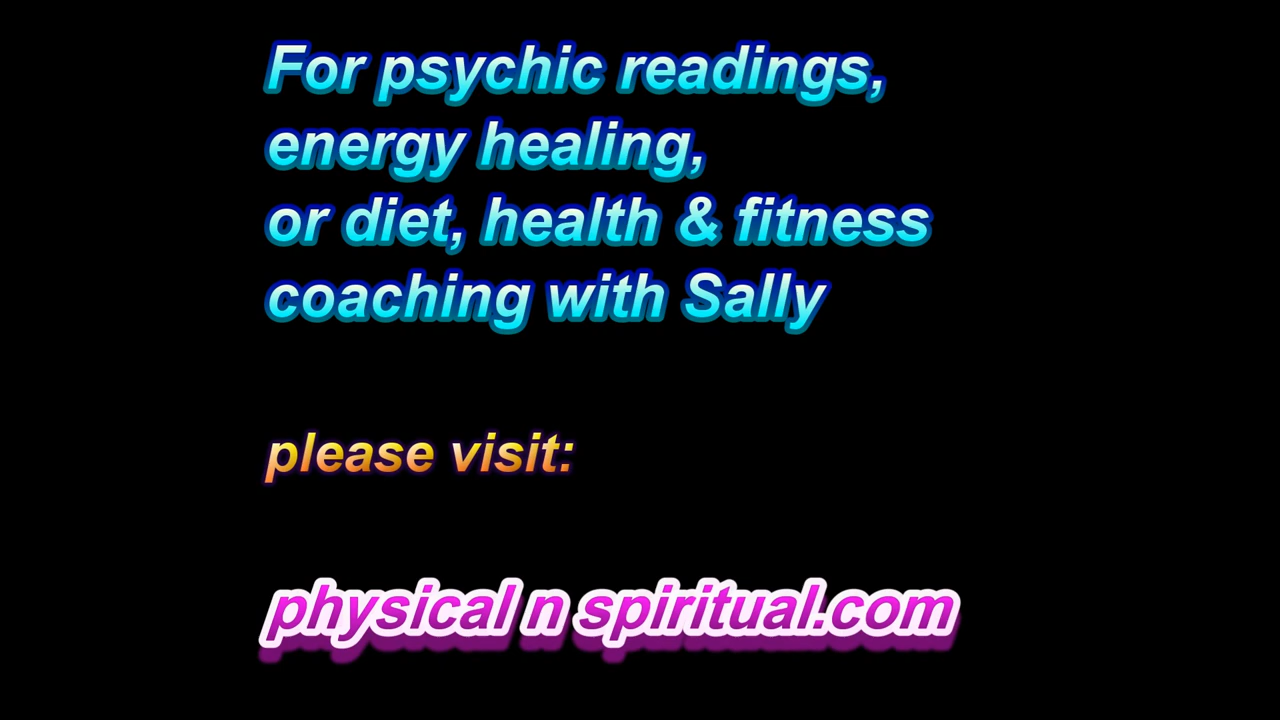 For psychic readings,
energy healing,
or diet, health & fitness
coaching with Sally
please visit:
physical n spiritual.com